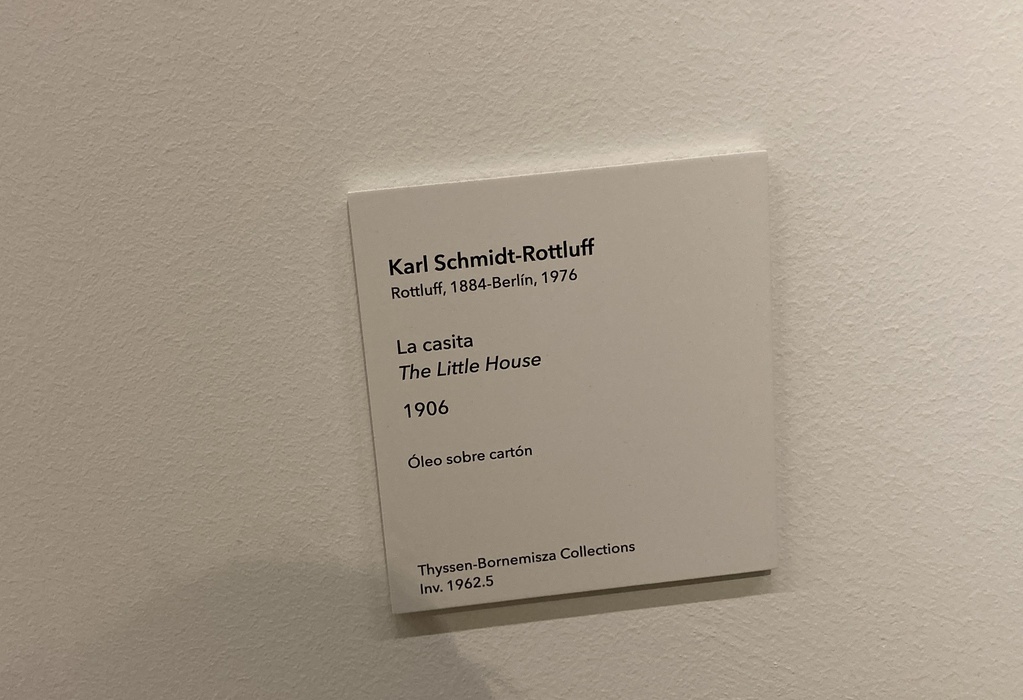 Karl Schmidt-Rottluff
Rottluff, 1884-Berlín, 1976
La casita
The Little House
1906
Óleo sobre cartón
Thyssen-Bornemisza Collections
Inv. 1962.5